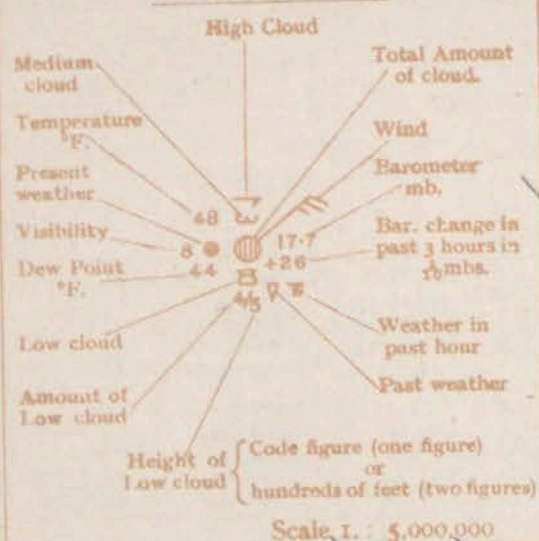 High Cloud
Medium cloud
Total Amount of cloud.
Temperature °F.
Wind
Present weather
Barometer mb.
48
Visibility
8
17·7
Bar. change in past 3 hours in 1/10 mbs.
+26
Dew Point °F.
44
4/5
Low cloud
Weather in past hour
Amount of Low cloud
Past weather
Height of Low cloud { Code figure (one figure)
or
hundreds of feet (two figures)
Scale 1. : 5,000,000